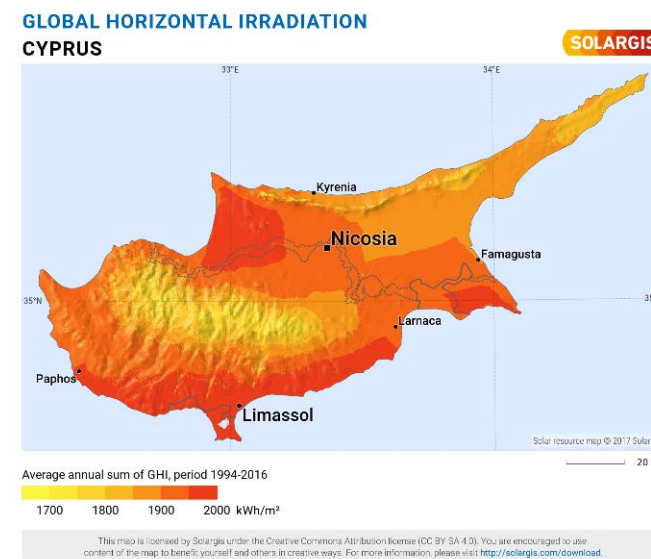 GLOBAL HORIZONTAL IRRADIATION
CYPRUS
SOLARGIS
33°E
34°E
Kyrenia
Nicosia
Famagusta
35°N
35
Larnaca
Paphos
Limassol
Solar resource map © 2017 Solar
20
Average annual sum of GHI, period 1994-2016
1700 1800 1900 2000 kWh/m²
This map is licensed by Solargis under the Creative Commons Attribution license (CC BY-SA 4.0). You are encouraged to use
content of the map to benefit yourself and others in creative ways. For more information, please visit http://solargis.com/download.